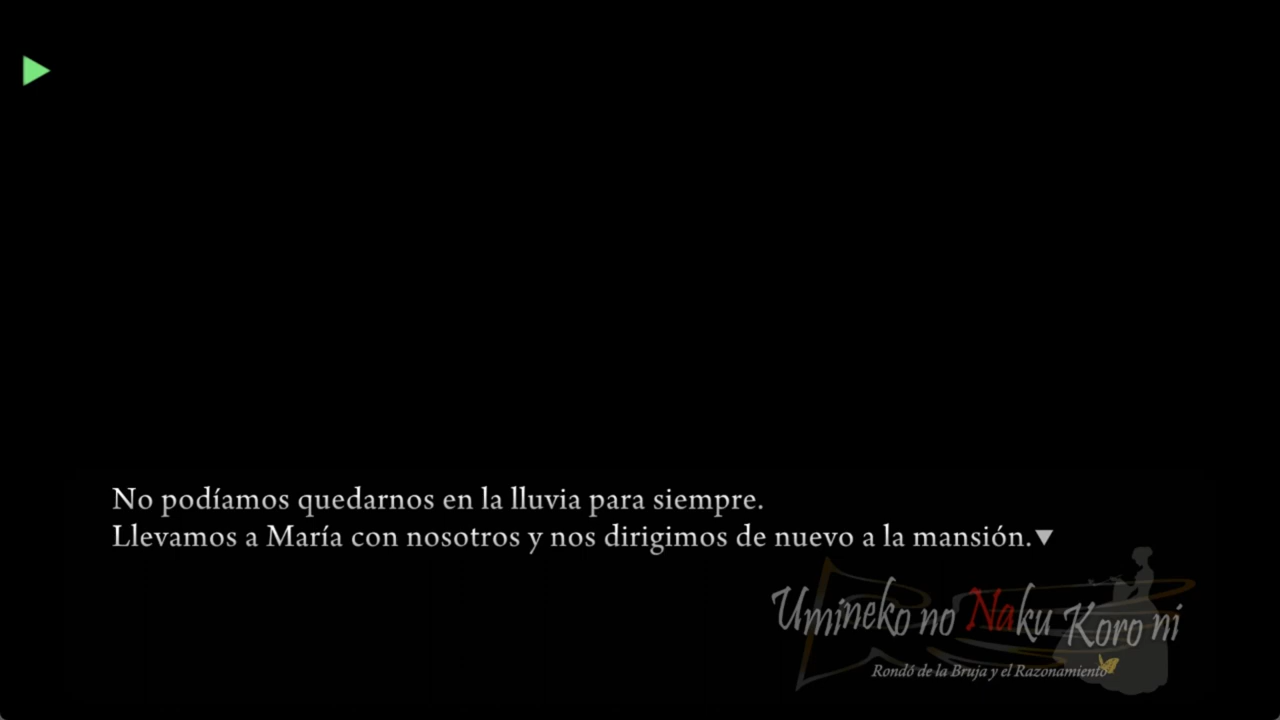 No podíamos quedarnos en la lluvia para siempre.
Llevamos a María con nosotros y nos dirigimos de nuevo a la mansión.
Umineko no Naku Koro ni
Rondó de la Bruja y el Razonamiento